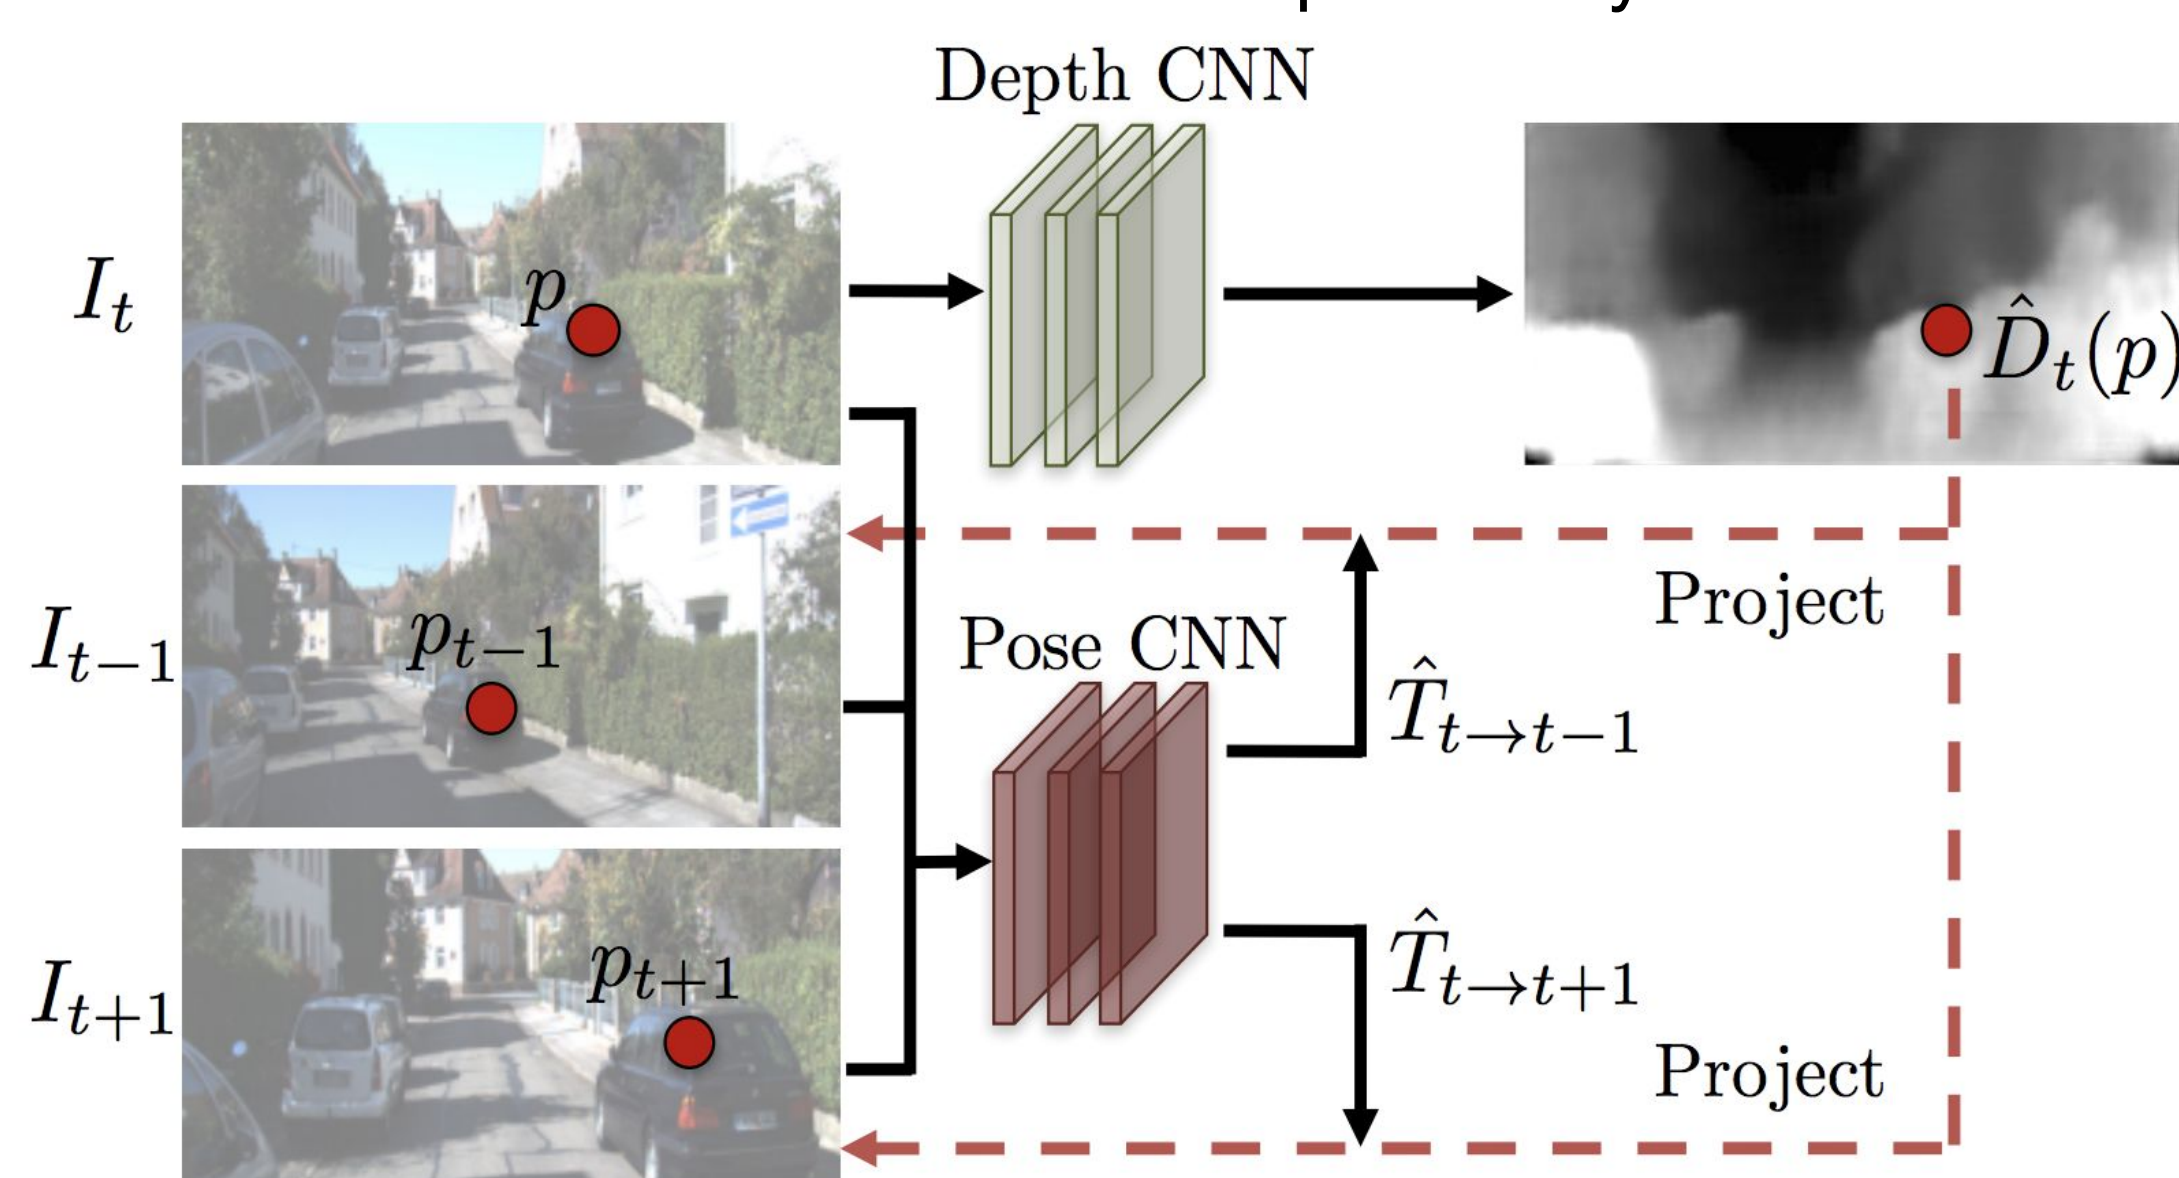 Depth CNN
I_t
p
D̂_t(p)
Project
I_{t−1}
p_{t−1}
Pose CNN
T̂_{t→t−1}
I_{t+1}
p_{t+1}
T̂_{t→t+1}
Project